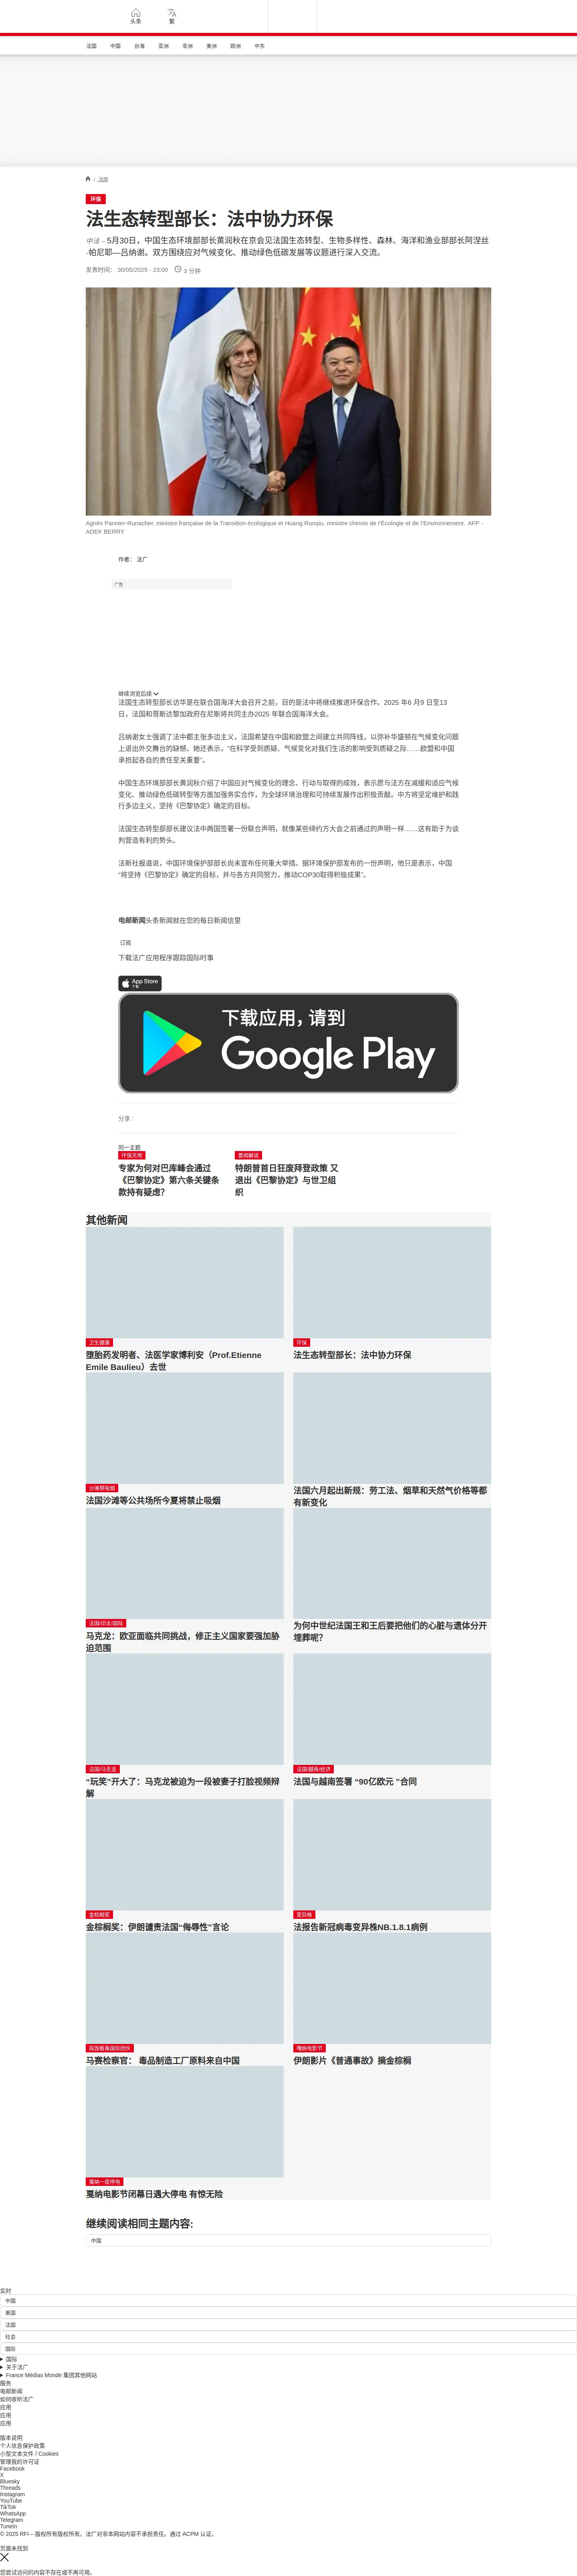 头条
繁
法国
中国
台海
亚洲
非洲
美洲
欧洲
中东
/ 法国
环保
法生态转型部长：法中协力环保
中法 – 5月30日，中国生态环境部部长黄润秋在京会见法国生态转型、生物多样性、森林、海洋和渔业部部长阿涅丝
-帕尼耶—吕纳谢。双方围绕应对气候变化、推动绿色低碳发展等议题进行深入交流。
发表时间： 30/05/2025 - 23:00
3 分钟
Agnès Pannier-Runacher, ministre française de la Transition écologique et Huang Runqiu, ministre chinois de l’Écologie et de l’Environnement. AFP -
ADEK BERRY
作者： 法广
广告
继续浏览后续
法国生态转型部长访华是在联合国海洋大会召开之前，目的是法中将继续推进环保合作。2025 年6 月9 日至13
日，法国和哥斯达黎加政府在尼斯将共同主办2025 年联合国海洋大会。
吕纳谢女士强调了法中都主张多边主义，法国希望在中国和欧盟之间建立共同阵线，以弥补华盛顿在气候变化问题
上退出外交舞台的缺憾。她还表示，“在科学受到质疑、气候变化对我们生活的影响受到质疑之际……欧盟和中国
承担起各自的责任至关重要”。
中国生态环境部部长黄润秋介绍了中国应对气候变化的理念、行动与取得的成效，表示愿与法方在减缓和适应气候
变化、推动绿色低碳转型等方面加强务实合作，为全球环境治理和可持续发展作出积极贡献。中方将坚定维护和践
行多边主义，坚持《巴黎协定》确定的目标。
法国生态转型部部长建议法中两国签署一份联合声明，就像某些缔约方大会之前通过的声明一样……这有助于为谈
判营造有利的势头。
法新社报道说，中国环境保护部部长尚未宣布任何重大举措。据环境保护部发布的一份声明，他只是表示，中国
“将坚持《巴黎协定》确定的目标，并与各方共同努力，推动COP30取得积极成果”。
电邮新闻头条新闻就在您的每日新闻信里
订阅
下载法广应用程序跟踪国际时事
App Store
下载
下载应用，请到
Google Play
分享 :
同一主题
环保天地
专家为何对巴库峰会通过
《巴黎协定》第六条关键条
款持有疑虑?
要闻解说
特朗普首日狂废拜登政策 又
退出《巴黎协定》与世卫组
织
其他新闻
卫生健康
堕胎药发明者、法医学家博利安（Prof.Etienne
Emile Baulieu）去世
环保
法生态转型部长：法中协力环保
沙滩禁吸烟
法国沙滩等公共场所今夏将禁止吸烟
法国六月起出新规：劳工法、烟草和天然气价格等都
有新变化
法国/印太/国际
马克龙：欧亚面临共同挑战，修正主义国家要强加胁
迫范围
为何中世纪法国王和王后要把他们的心脏与遗体分开
埋葬呢？
法国/马克龙
“玩笑”开大了：马克龙被迫为一段被妻子打脸视频辩
解
法国/越南/经济
法国与越南签署 “90亿欧元 ”合同
金棕榈奖
金棕榈奖：伊朗谴责法国“侮辱性”言论
变异株
法报告新冠病毒变异株NB.1.8.1病例
捣毁贩毒国际团伙
马赛检察官： 毒品制造工厂原料来自中国
嘎纳电影节
伊朗影片《普通事故》摘金棕榈
戛纳一度停电
戛纳电影节闭幕日遇大停电 有惊无险
继续阅读相同主题内容:
中国
实时
中国
美国
法国
社会
国际
国际
关于法广
France Médias Monde 集团其他网站
服务
电邮新闻
如何收听法广
应用
应用
应用
版本说明
个人信息保护政策
小型文本文件 / Cookies
管理我的许可证
Facebook
X
Bluesky
Threads
Instagram
YouTube
TikTok
WhatsApp
Telegram
TuneIn
© 2025 RFI – 版权所有版权所有。法广对非本网站内容不承担责任。通过 ACPM 认证。
页面未找到
您尝试访问的内容不存在或不再可用。